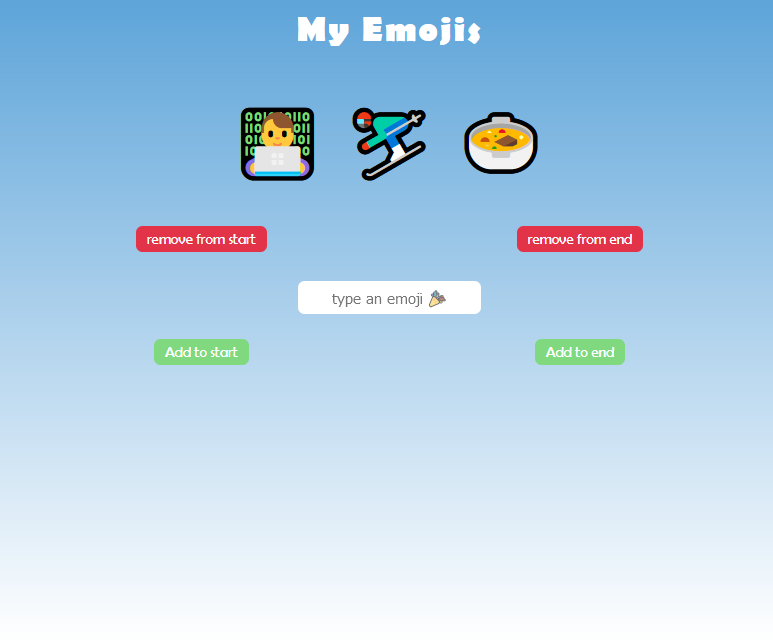 My Emojis
remove from start
remove from end
type an emoji 🎉
Add to start
Add to end